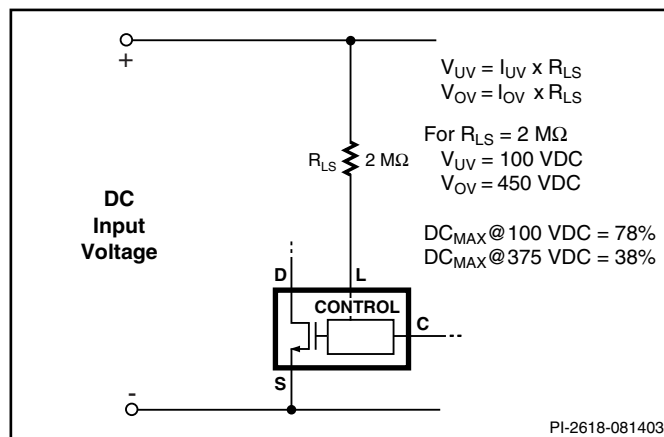 +
V_UV = I_UV x R_LS
V_OV = I_OV x R_LS
For R_LS = 2 MΩ
V_UV = 100 VDC
V_OV = 450 VDC
R_LS 2 MΩ
DC
Input
Voltage
DC_MAX@100 VDC = 78%
DC_MAX@375 VDC = 38%
D L
CONTROL
C
S
-
PI-2618-081403